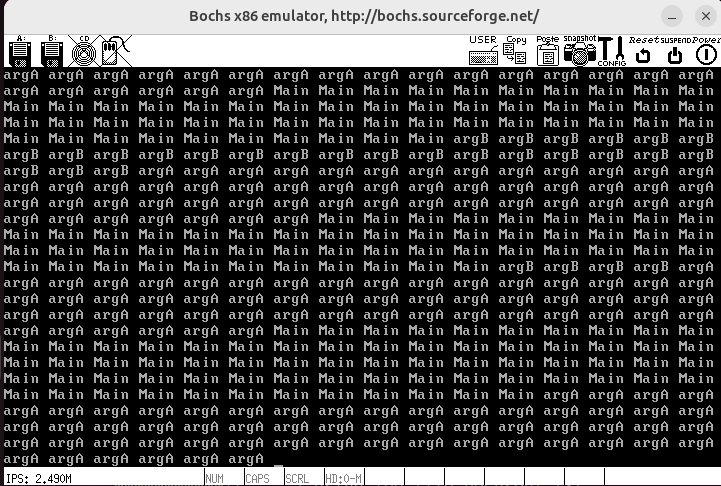 Bochs x86 emulator, http://bochs.sourceforge.net/
A: B: CD USER Copy Paste snapshot CONFIG Reset SUSPEND Power
argA argA argA argA argA argA argA argA argA argA argA argA argA argA argA argA
argA argA argA argA argA argA Main Main Main Main Main Main Main Main Main Main
Main Main Main Main Main Main Main Main Main Main Main Main Main Main Main Main
Main Main Main Main Main Main Main Main Main Main Main Main Main Main Main Main
Main Main Main Main Main Main Main Main Main Main argB argB argB argB argB argB
argB argB argB argB argB argB argB argB argB argB argB argB argB argB argB argB
argB argB argB argA argA argA argA argA argA argA argA argA argA argA argA argA
argA argA argA argA argA argA argA argA argA argA argA argA argA argA argA argA
argA argA argA argA argA argA argA argA argA argA argA argA argA argA argA argA
argA argA argA argA argA argA argA Main Main Main Main Main Main Main Main Main
Main Main Main Main Main Main Main Main Main Main Main Main Main Main Main Main
Main Main Main Main Main Main Main Main Main Main Main Main Main Main Main Main
Main Main Main Main Main Main Main Main Main Main Main argB argB argB argB argA
argA argA argA argA argA argA argA argA argA argA argA argA argA argA argA argA
argA argA argA argA argA argA argA argA argA argA argA argA argA argA argA argA
argA argA argA argA argA argA argA argA argA argA argA argA argA argA argA argA
argA argA argA argA argA argA Main Main Main Main Main Main Main Main Main Main
Main Main Main Main Main Main Main Main Main Main Main Main Main Main Main Main
Main Main Main Main Main Main Main Main Main Main Main Main Main Main Main Main
Main Main Main Main Main Main Main Main Main Main Main Main Main Main Main Main
Main Main Main Main Main Main Main Main Main Main Main Main argA argA argA argA
argA argA argA argA argA argA argA argA argA argA argA argA argA argA argA argA
argA argA argA argA argA argA argA argA argA argA argA argA argA argA argA argA
argA argA argA argA argA argA argA argA argA argA argA argA argA argA argA argA
argA argA argA argA argA argA _
IPS: 2.490M NUM CAPS SCRL HD:0-M